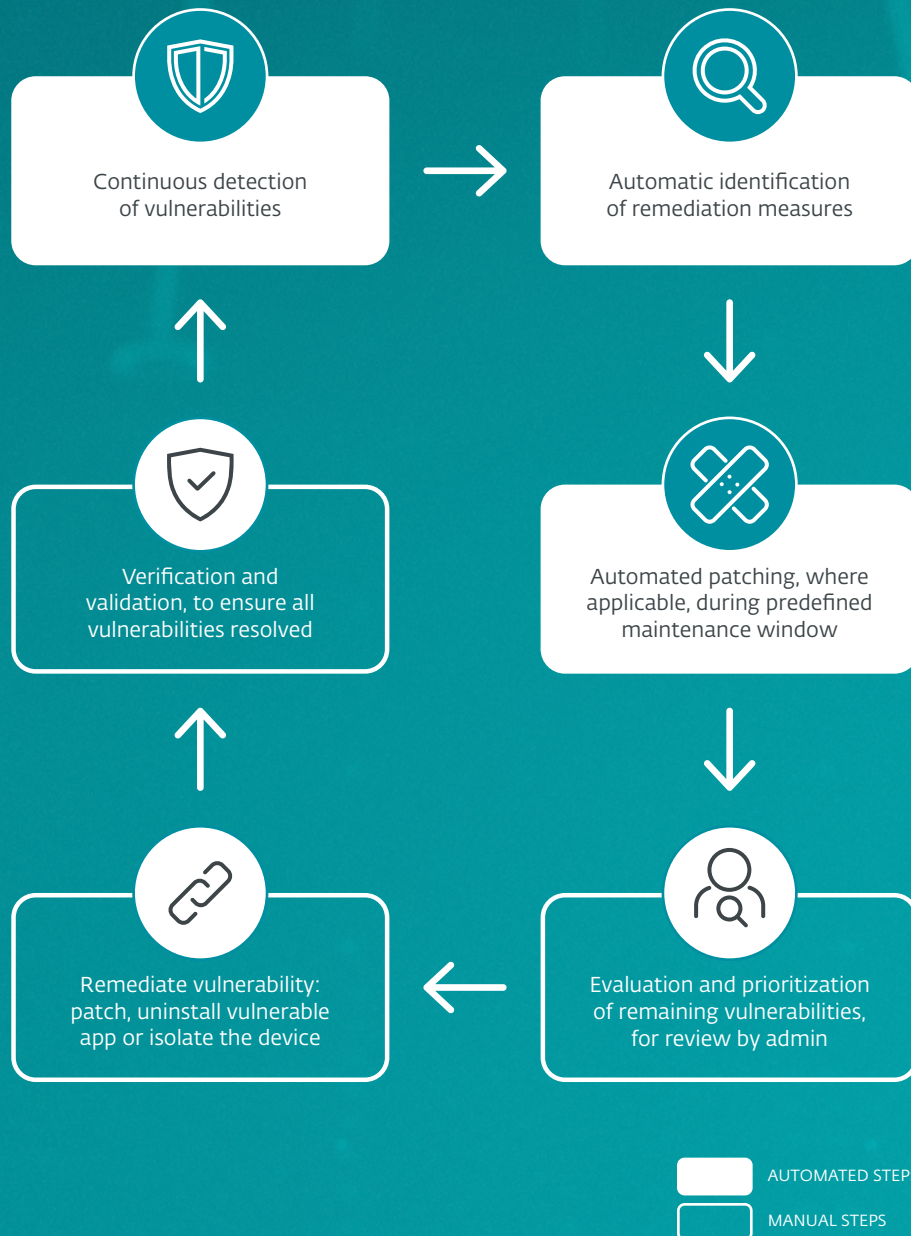 Continuous detection
of vulnerabilities
Automatic identification
of remediation measures
Verification and
validation, to ensure all
vulnerabilities resolved
Automated patching, where
applicable, during predefined
maintenance window
Remediate vulnerability:
patch, uninstall vulnerable
app or isolate the device
Evaluation and prioritization
of remaining vulnerabilities,
for review by admin
AUTOMATED STEP
MANUAL STEPS